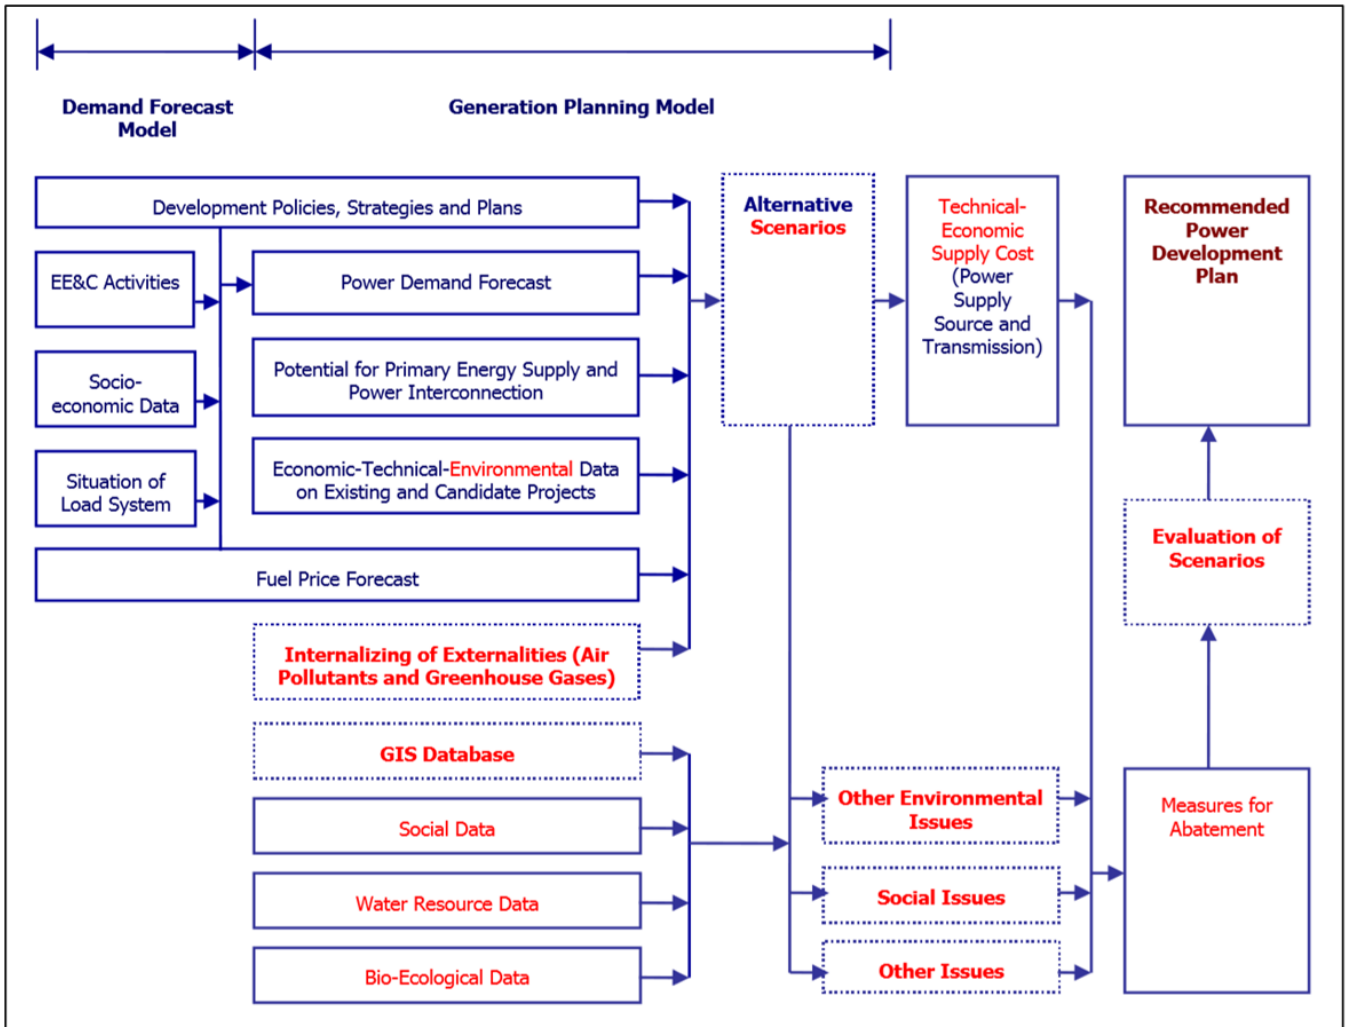 Demand Forecast
Model
Generation Planning Model
Development Policies, Strategies and Plans
EE&C Activities
Power Demand Forecast
Socio-
economic Data
Potential for Primary Energy Supply and
Power Interconnection
Situation of
Load System
Economic-Technical-Environmental Data
on Existing and Candidate Projects
Fuel Price Forecast
Internalizing of Externalities (Air
Pollutants and Greenhouse Gases)
GIS Database
Social Data
Water Resource Data
Bio-Ecological Data
Alternative
Scenarios
Technical-
Economic
Supply Cost
(Power
Supply
Source and
Transmission)
Other Environmental
Issues
Social Issues
Other Issues
Recommended
Power
Development
Plan
Evaluation of
Scenarios
Measures for
Abatement